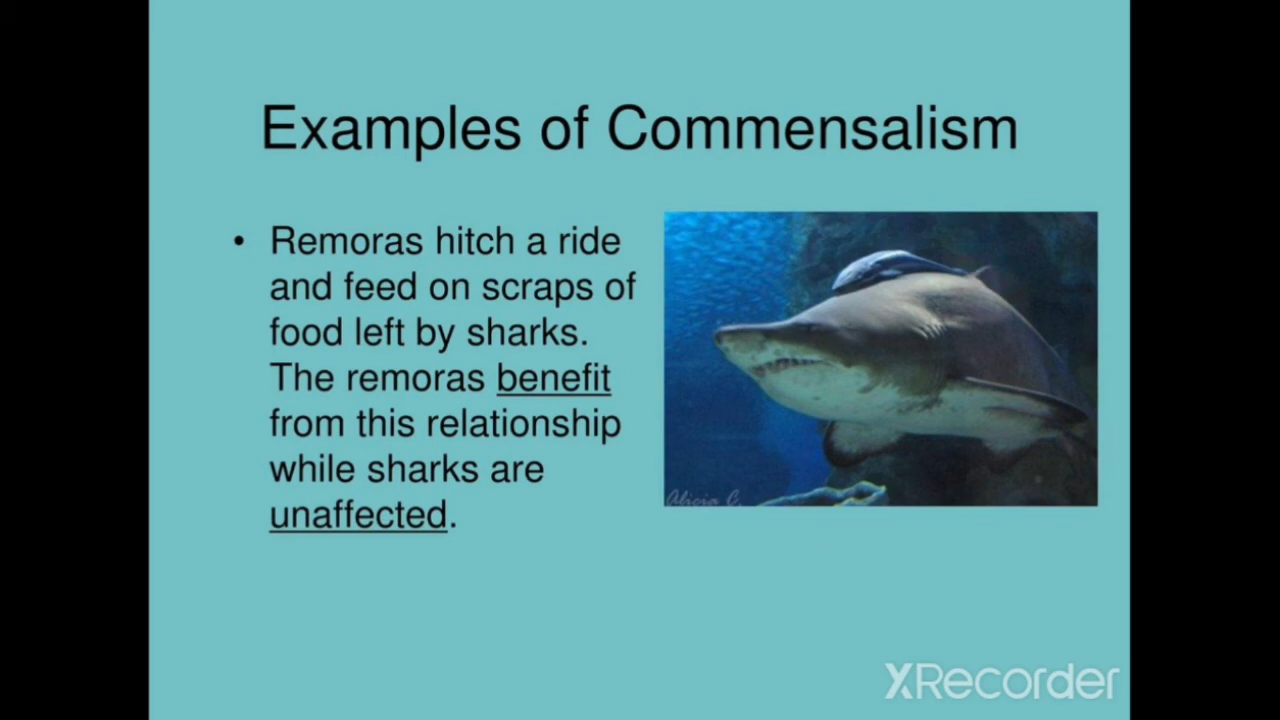 Examples of Commensalism
• Remoras hitch a ride
and feed on scraps of
food left by sharks.
The remoras benefit
from this relationship
while sharks are
unaffected.
Alicia C.
XRecorder